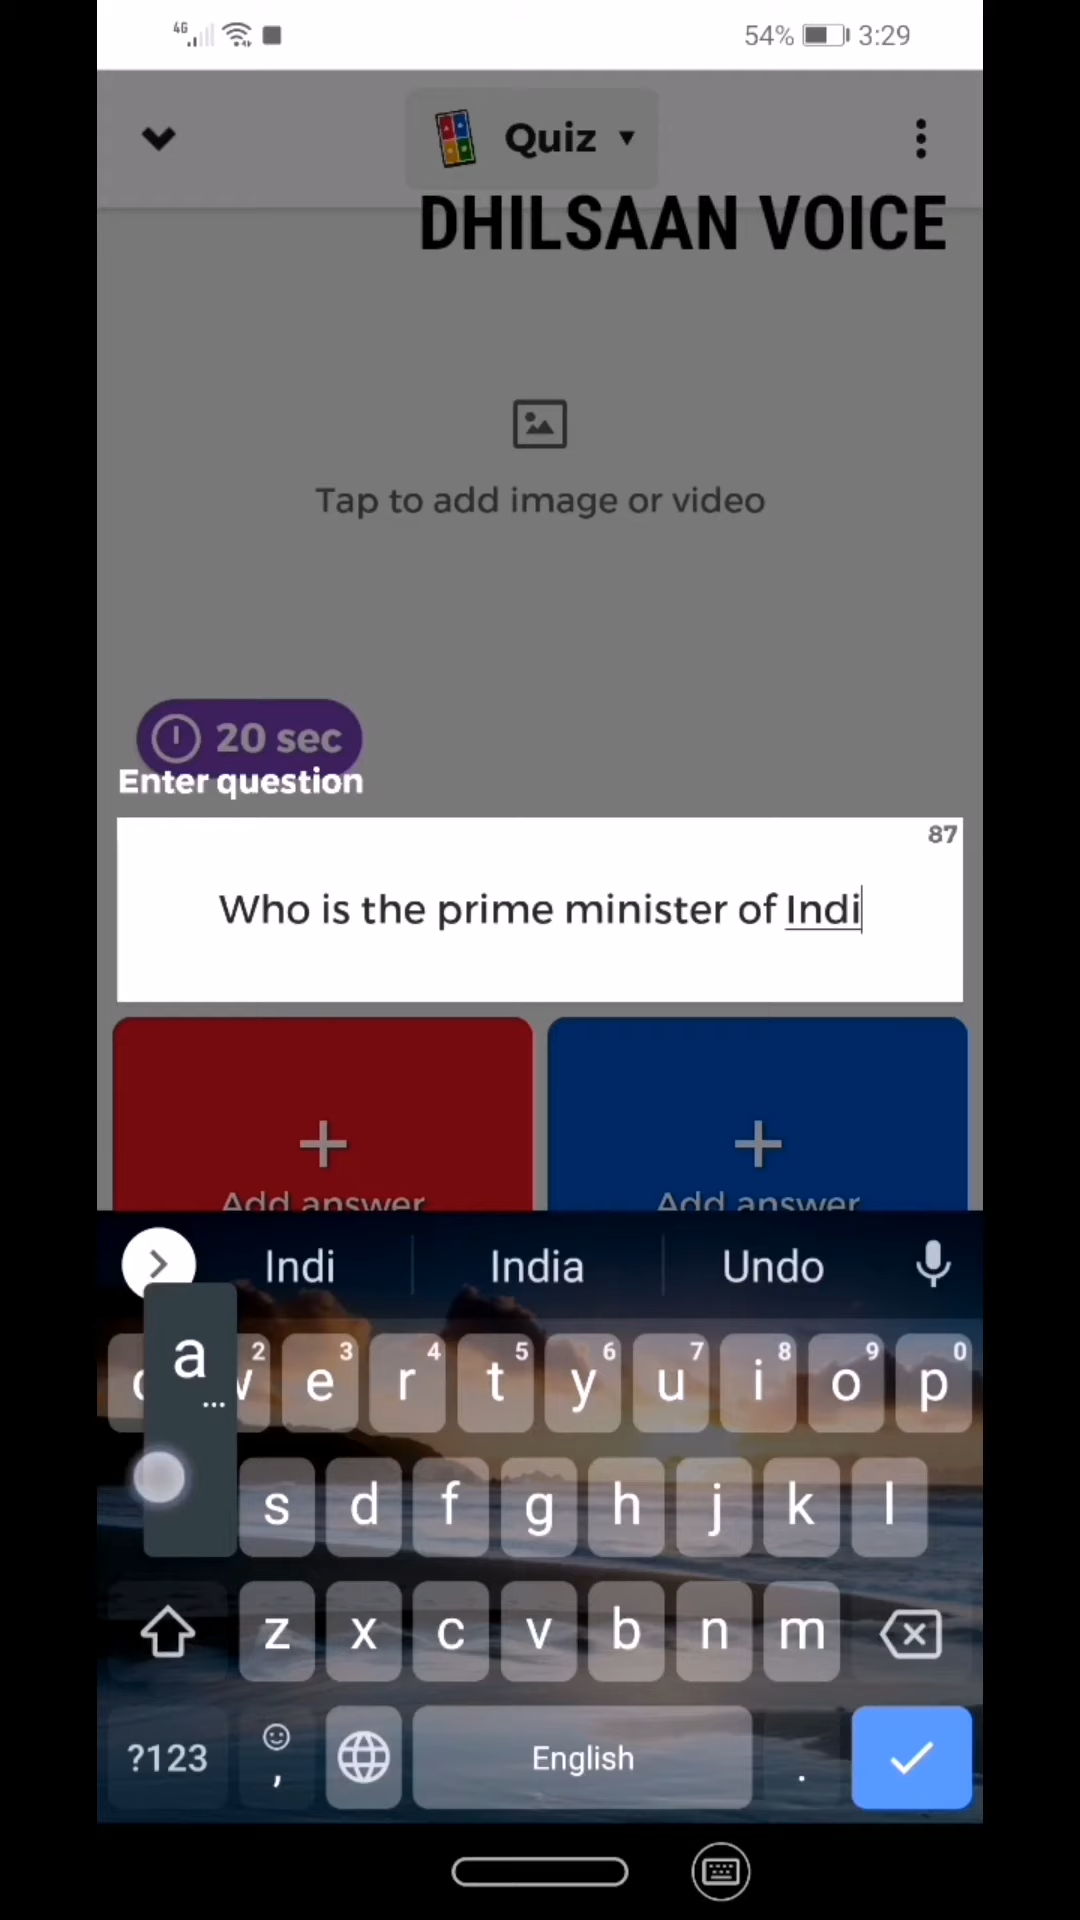 4G 54% 3:29
Quiz
DHILSAAN VOICE
Tap to add image or video
20 sec
Enter question
87
Who is the prime minister of Indi
Add answer Add answer
Indi India Undo
a
2 e 3 r 4 t 5 y 6 u 7 i 8 o 9 p 0
s d f g h j k l
z x c v b n m
?123 , English .